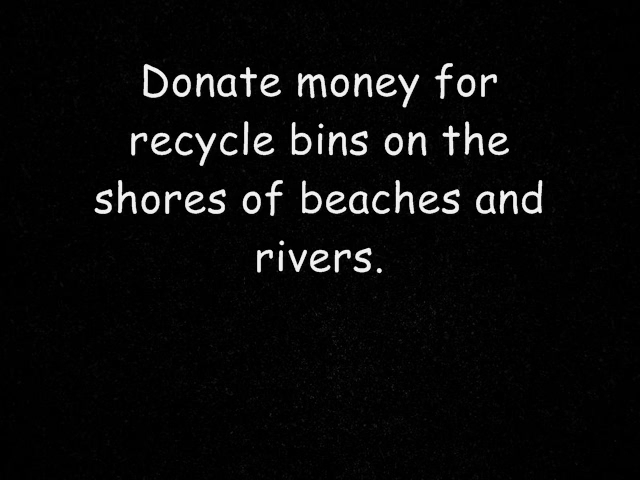 Donate money for
recycle bins on the
shores of beaches and
rivers.